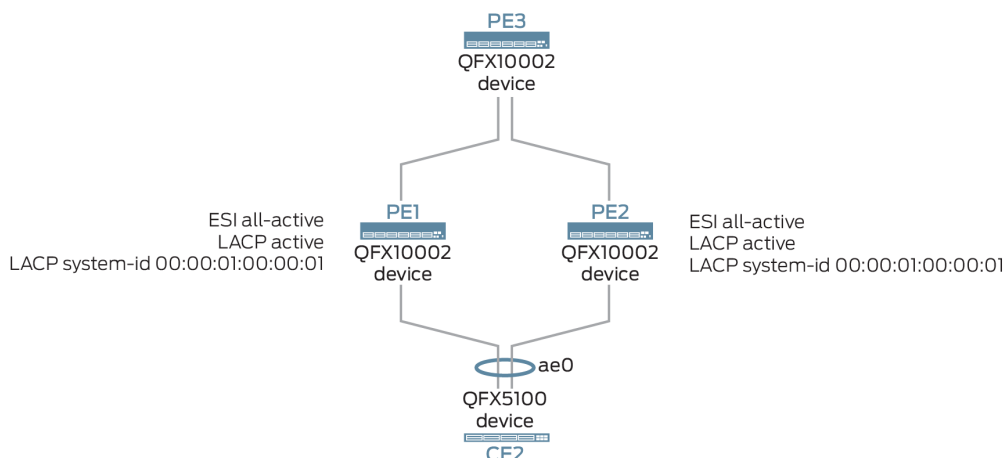 PE3
QFX10002
device
PE1
PE2
ESI all-active
LACP active
LACP system-id 00:00:01:00:00:01
QFX10002
device
QFX10002
device
ESI all-active
LACP active
LACP system-id 00:00:01:00:00:01
ae0
QFX5100
device
CE2